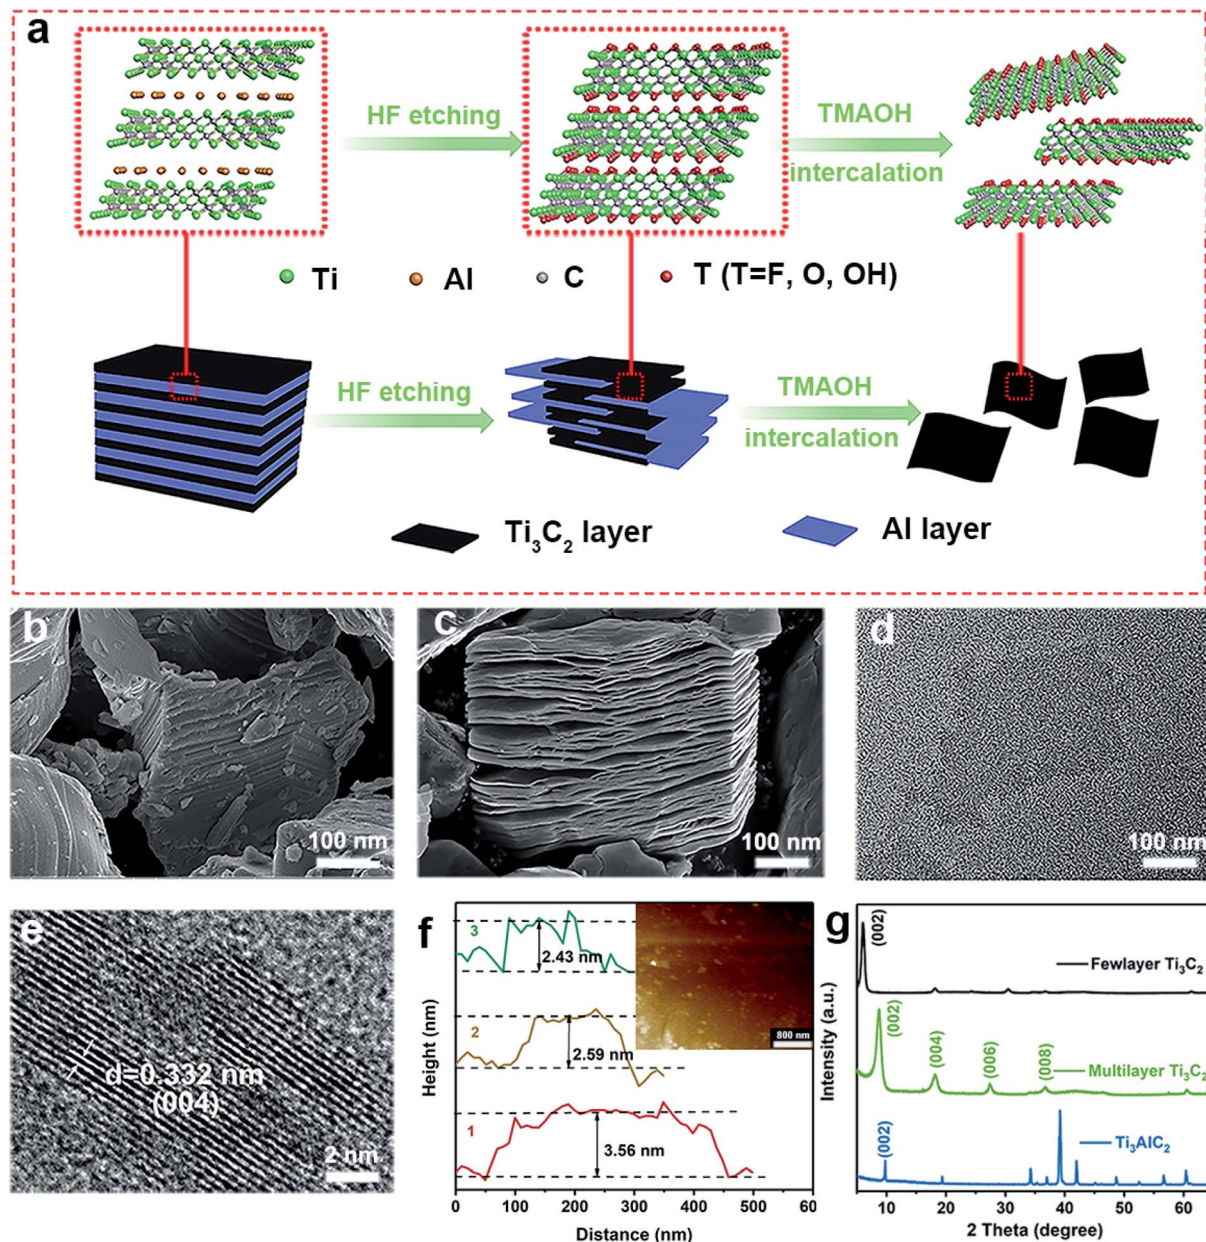 a
HF etching
TMAOH
intercalation
Ti
Al
C
T (T=F, O, OH)
HF etching
TMAOH
intercalation
Ti₃C₂ layer
Al layer
b
100 nm
c
100 nm
d
100 nm
e
d=0.332 nm
(004)
2 nm
f
Height (nm)
3
2.43 nm
2
2.59 nm
1
3.56 nm
800 nm
0 100 200 300 400 500 60
Distance (nm)
g
Intensity (a.u.)
(002)
Fewlayer Ti₃C₂
(002)
(004)
(006)
(008)
Multilayer Ti₃C₂
(002)
Ti₃AlC₂
10 20 30 40 50 60
2 Theta (degree)